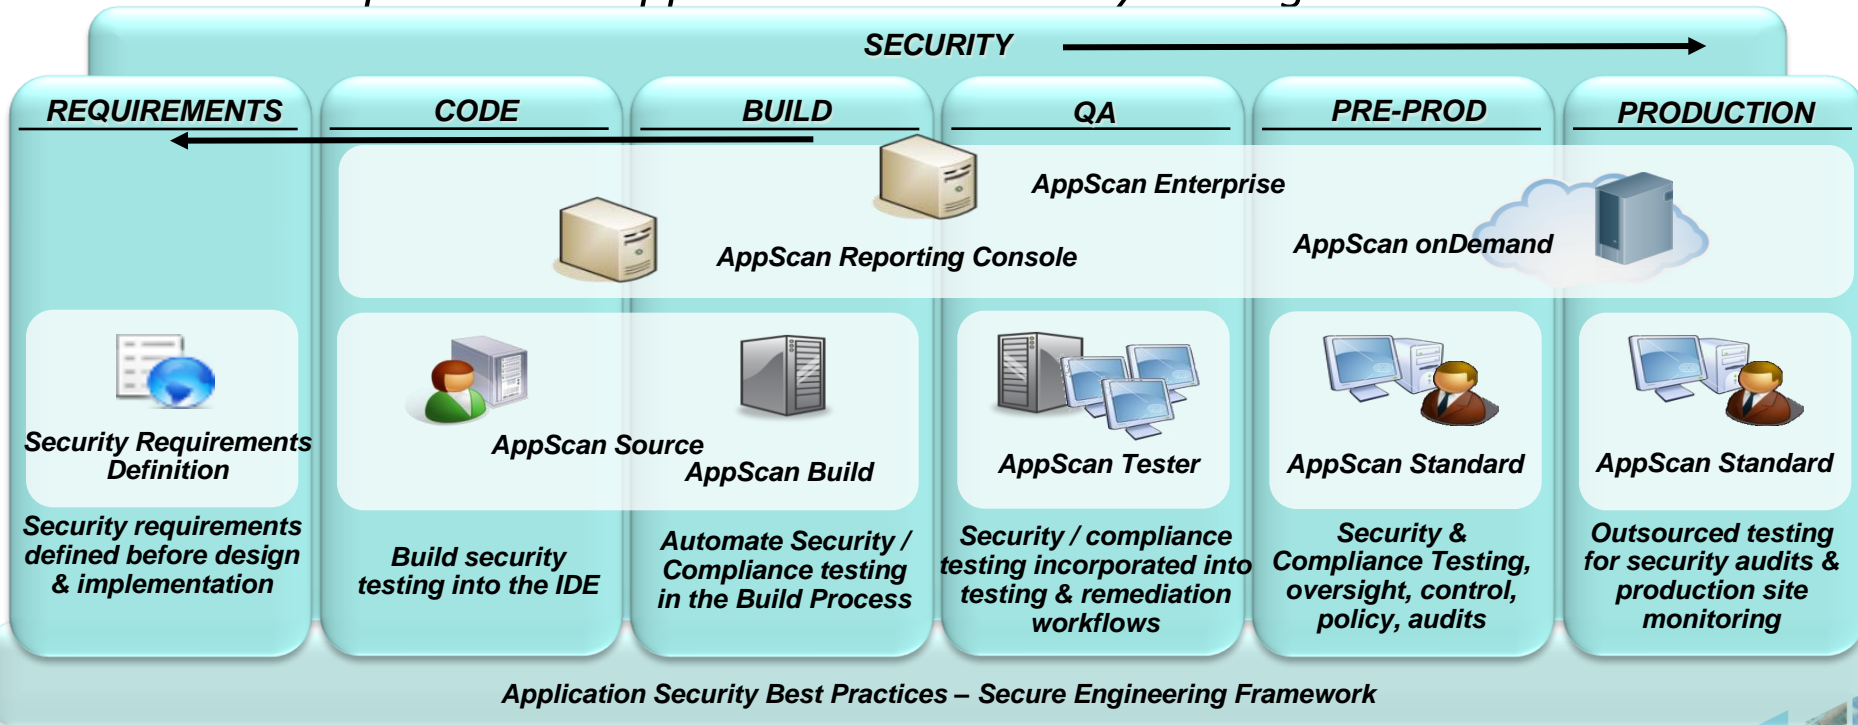 SECURITY
REQUIREMENTS
CODE
BUILD
QA
PRE-PROD
PRODUCTION
AppScan Enterprise
AppScan Reporting Console
AppScan onDemand
Security Requirements
Definition
AppScan Source
AppScan Build
AppScan Tester
AppScan Standard
AppScan Standard
Security requirements
defined before design
& implementation
Build security
testing into the IDE
Automate Security /
Compliance testing
in the Build Process
Security / compliance
testing incorporated into
testing & remediation
workflows
Security &
Compliance Testing,
oversight, control,
policy, audits
Outsourced testing
for security audits &
production site
monitoring
Application Security Best Practices – Secure Engineering Framework